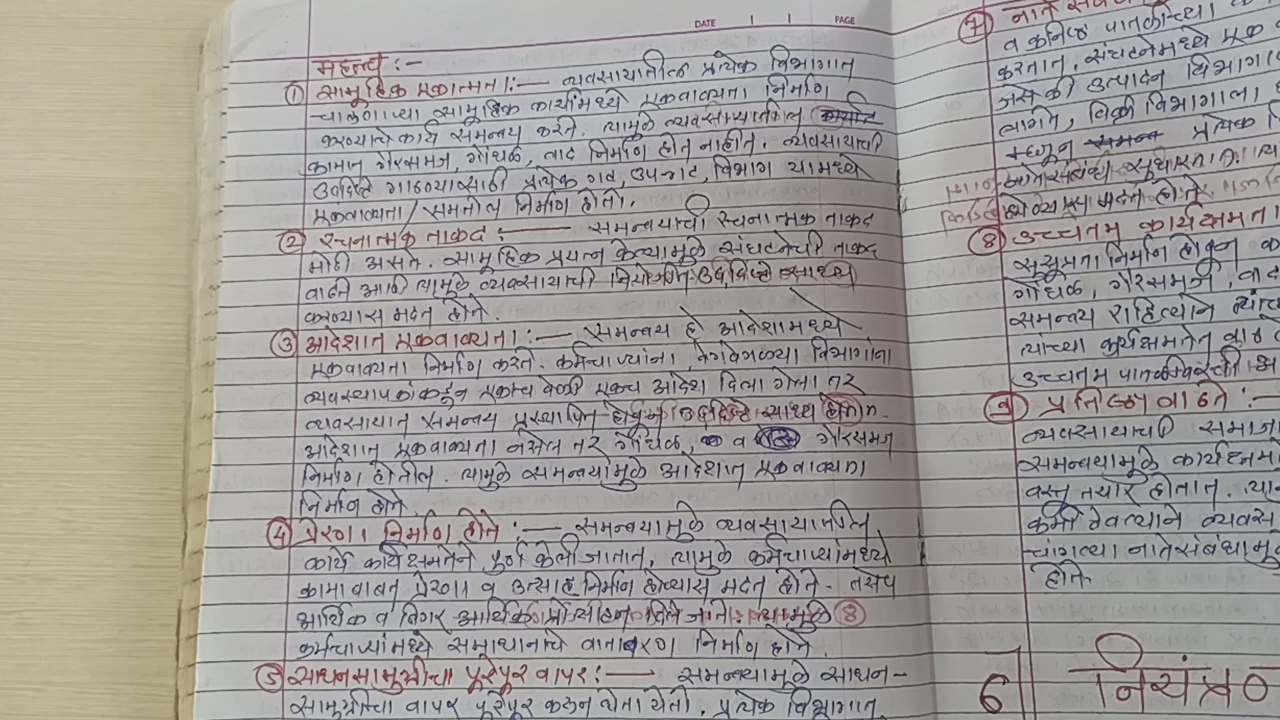 DATE PAGE
महत्त्व :-
① सामूहिक एकात्मता :- व्यवसायातील प्रत्येक विभागात
चालणाऱ्या सामूहिक कार्यामध्ये एकवाक्यता निर्माण
करण्याचे कार्य समन्वय करते. त्यामुळे व्यवसायातील
कामात गैरसमज, गोंधळ, वाद निर्माण होत नाहीत. व्यवसायाची
उद्दिष्टे गाठण्यासाठी प्रत्येक गट, उपगट, विभाग यामध्ये
एकवाक्यता / समतोल निर्माण होतो.
② रचनात्मक ताकद :- समन्वयाची रचनात्मक ताकद
मोठी असते. सामूहिक प्रयत्न केल्यामुळे संघटनेची ताकद
वाढते आणि त्यामुळे व्यवसायाची नियोजित उद्दिष्टे साध्य
करण्यास मदत होते.
③ आदेशात एकवाक्यता :- समन्वय हे आदेशामध्ये
एकवाक्यता निर्माण करते. कर्मचाऱ्यांना, वेगवेगळ्या विभागांना
व्यवस्थापकांकडून एकाच वेळी एकच आदेश दिला गेला तर
व्यवसायात समन्वय प्रस्थापित होऊन उद्दिष्टे साध्य होतात.
आदेशात एकवाक्यता नसेल तर गोंधळ, व गैरसमज
निर्माण होतील. त्यामुळे समन्वयामुळे आदेशात एकवाक्यता
निर्माण होते.
④ प्रेरणा निर्माण होते :- समन्वयामुळे व्यवसायातील
कार्य कार्यक्षमतेने पूर्ण केली जातात, त्यामुळे कर्मचाऱ्यांमध्ये
कामाबाबत प्रेरणा व उत्साह निर्माण होण्यास मदत होते. तसेच
आर्थिक व बिगर आर्थिक प्रोत्साहन दिले जाते. त्यामुळे
कर्मचाऱ्यांमध्ये समाधानाचे वातावरण निर्माण होते.
⑤ साधनसामुग्रीचा पूरेपूर वापर :- समन्वयामुळे साधन-
सामुग्रीचा वापर पूरेपूर करून घेता येतो. प्रत्येक विभागात
⑦ नाते
व कनिष्ठ पातळीच्या
करतात. संघटनेमध्ये एक
जसे की उत्पादन विभागा
लागते, विक्री विभागाला
म्हणून प्रत्येक
सुधारतात.
मदत होते.
⑧ उच्चतम कार्यक्षमता
सुसूत्रता निर्माण होऊन
गोंधळ, गैरसमज, वाद
समन्वय राहिल्याने त्यांच
त्याच्या कार्यक्षमतेत वाढ
उच्चतम पातळी
⑨ प्रतिष्ठा वाढते :-
व्यवसायाची समाजा
समन्वयामुळे कार्यक्षम
वस्तू तयार होतात.
कमी ठेवल्याने व्यवस
चांगल्या नातेसंबंधामु
होते.
6 नियंत्रण